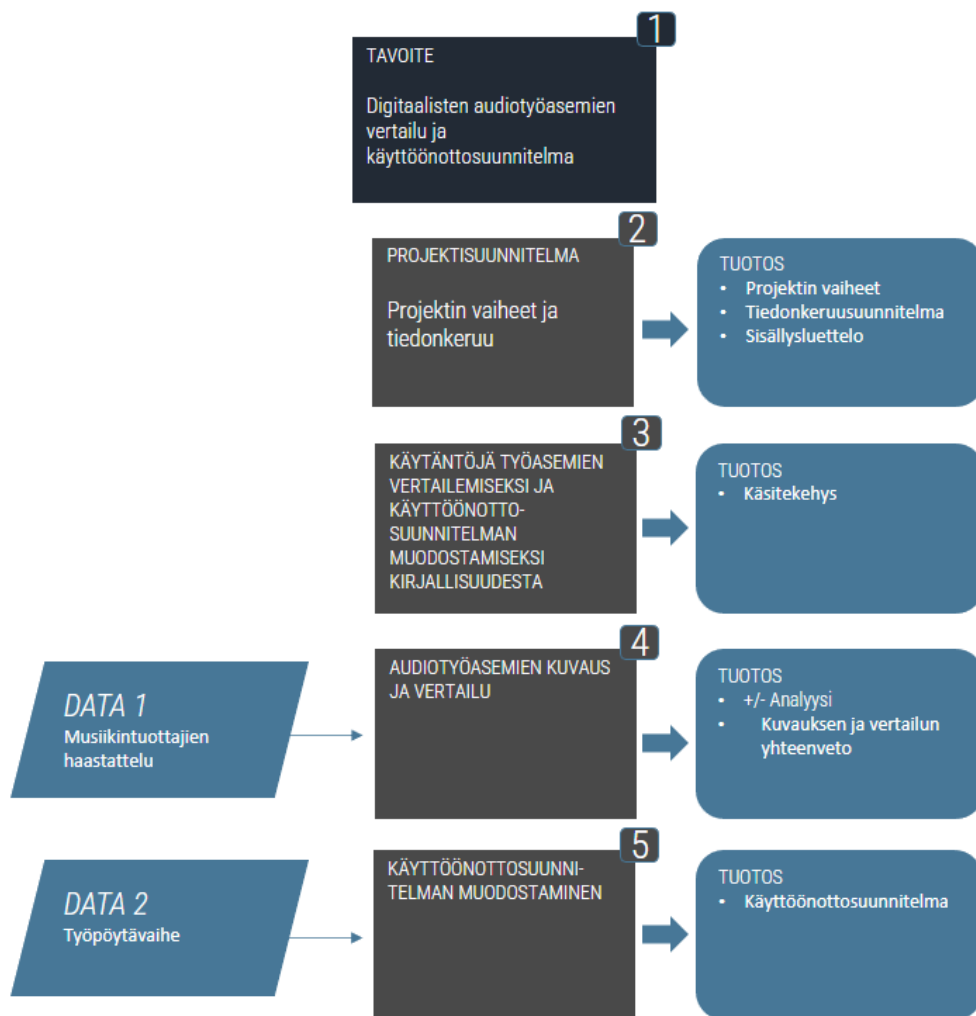 1
TAVOITE
Digitaalisten audiotyöasemien
vertailu ja
käyttöönottosuunnitelma
2
PROJEKTISUUNNITELMA
Projektin vaiheet ja
tiedonkeruu
TUOTOS
• Projektin vaiheet
• Tiedonkeruusuunnitelma
• Sisällysluettelo
3
KÄYTÄNTÖJÄ TYÖASEMIEN
VERTAILEMISEKSI JA
KÄYTTÖÖNOTTO-
SUUNNITELMAN
MUODOSTAMISEKSI
KIRJALLISUUDESTA
TUOTOS
• Käsitekehys
DATA 1
Musiikintuottajien
haastattelu
4
AUDIOTYÖASEMIEN KUVAUS
JA VERTAILU
TUOTOS
• +/- Analyysi
• Kuvauksen ja vertailun
yhteenveto
DATA 2
Työpöytävaihe
5
KÄYTTÖÖNOTTOSUUNNI-
TELMAN MUODOSTAMINEN
TUOTOS
• Käyttöönottosuunnitelma